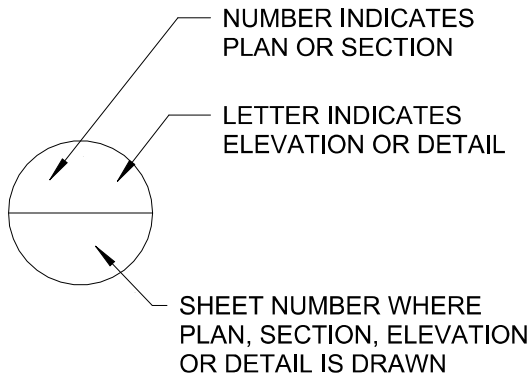 NUMBER INDICATES
PLAN OR SECTION
LETTER INDICATES
ELEVATION OR DETAIL
SHEET NUMBER WHERE
PLAN, SECTION, ELEVATION
OR DETAIL IS DRAWN